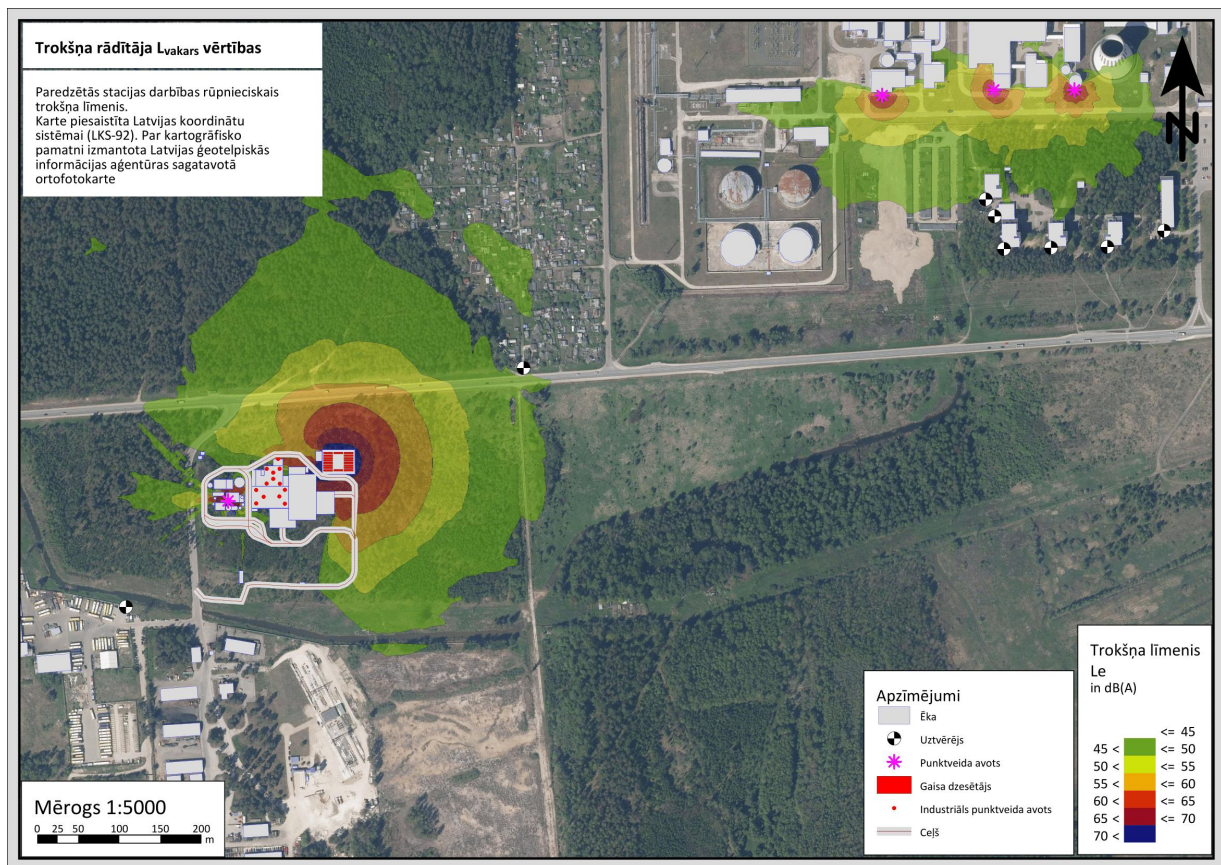 Trokšņa rādītāja Lvakars vērtības
Paredzētās stacijas darbības rūpnieciskais
trokšņa līmenis.
Karte piesaistīta Latvijas koordinātu
sistēmai (LKS-92). Par kartogrāfisko
pamatni izmantota Latvijas ģeotelpiskās
informācijas aģentūras sagatavotā
ortofotokarte
N
Mērogs 1:5000
0 25 50 100 150 200
m
Apzīmējumi
Ēka
Uztvērējs
Punktveida avots
Gaisa dzesētājs
Industriāls punktveida avots
Ceļš
Trokšņa līmenis
Le
in dB(A)
<= 45
45 < <= 50
50 < <= 55
55 < <= 60
60 < <= 65
65 < <= 70
70 <